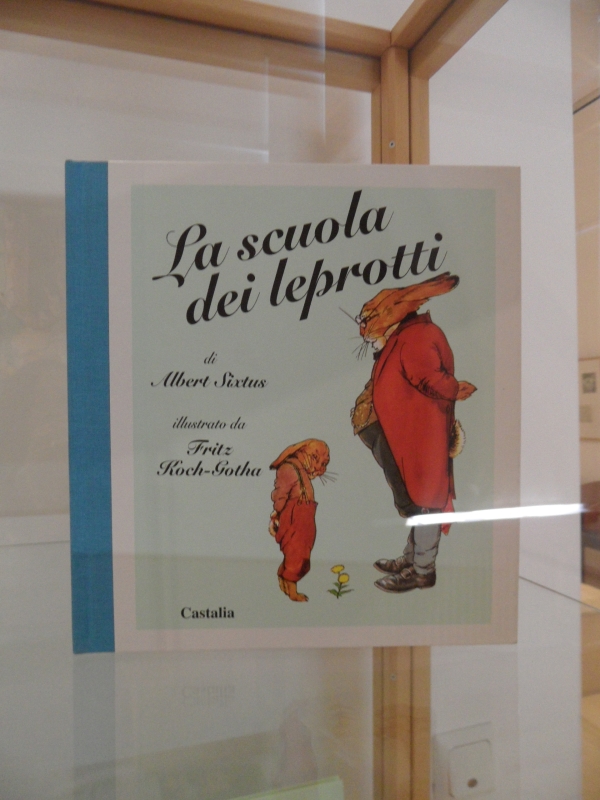 La scuola
dei leprotti
di
Albert Sixtus
illustrato da
Fritz
Koch-Gotha
Castalia